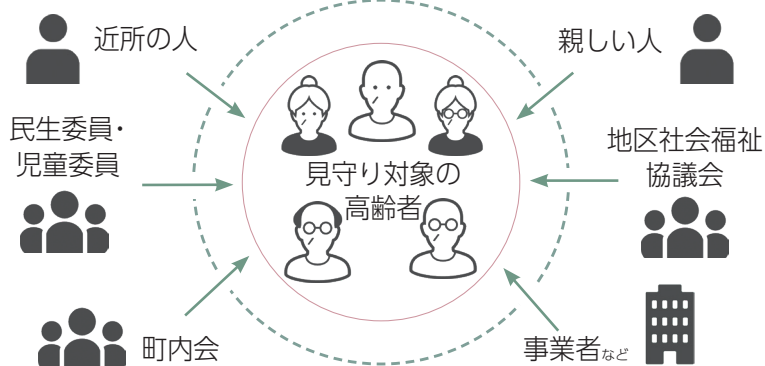 近所の人
親しい人
民生委員・
児童委員
地区社会福祉
協議会
見守り対象の
高齢者
町内会
事業者など